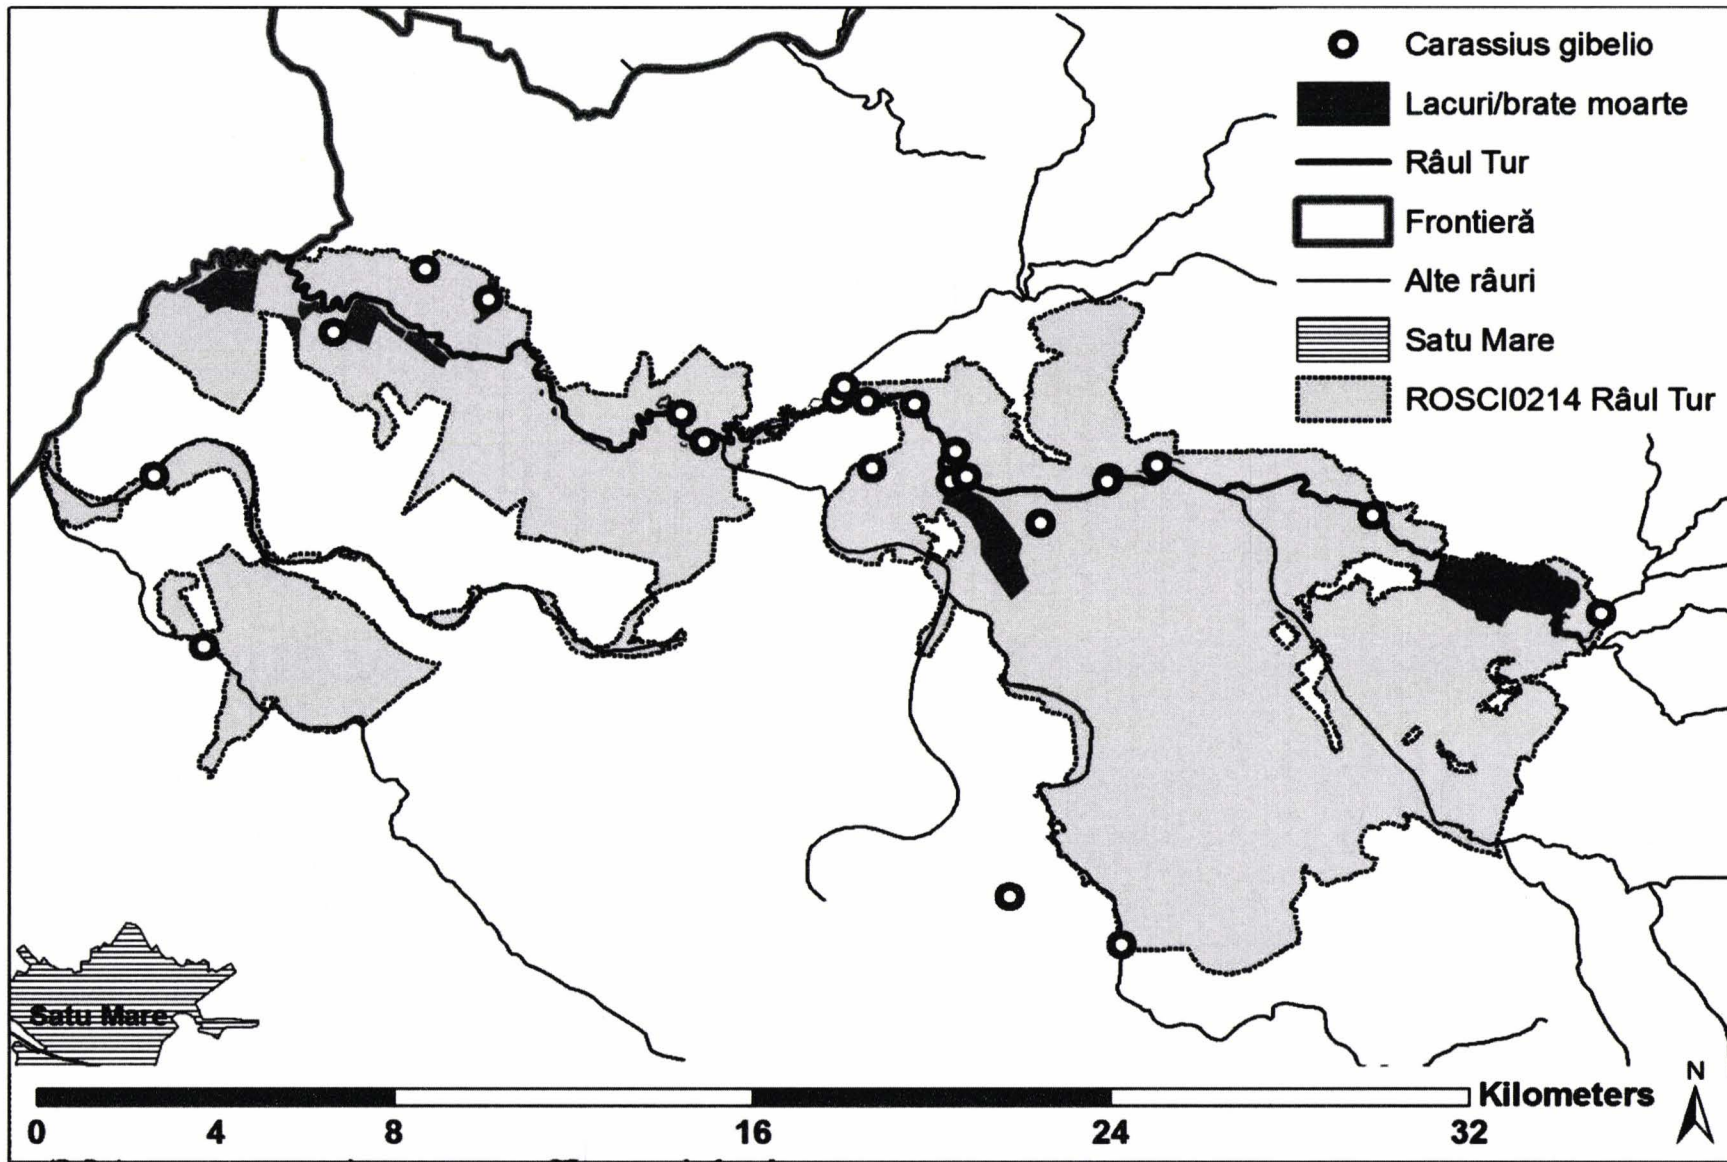 Carassius gibelio
Lacuri/brate moarte
Râul Tur
Frontieră
Alte râuri
Satu Mare
ROSCI0214 Râul Tur
Satu Mare
N
Kilometers
0 4 8 16 24 32